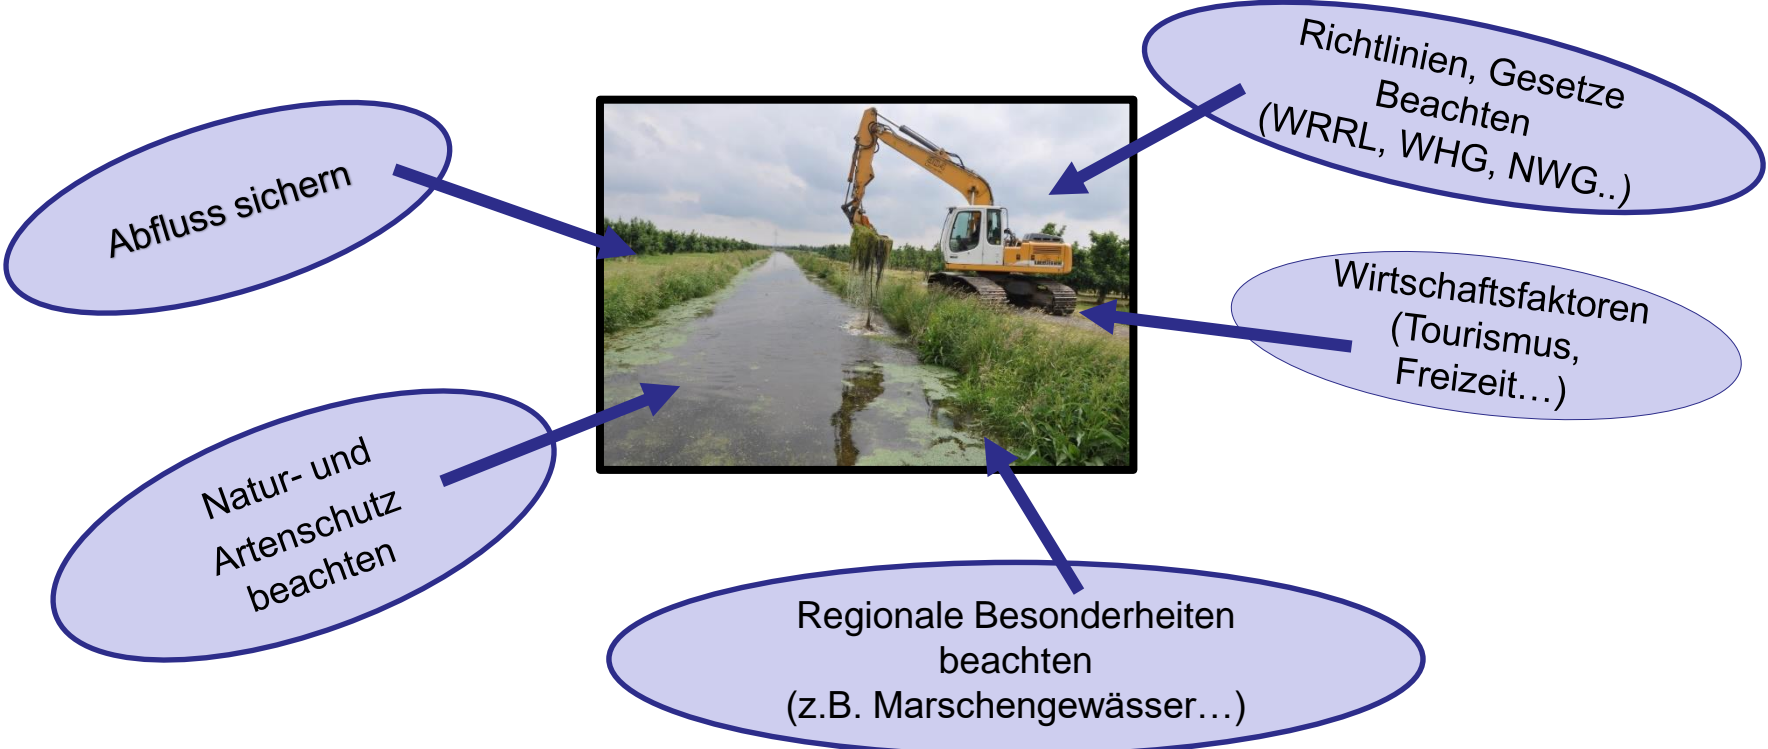 Abfluss sichern
Richtlinien, Gesetze
Beachten
(WRRL, WHG, NWG..)
Wirtschaftsfaktoren
(Tourismus,
Freizeit…)
Natur- und
Artenschutz
beachten
Regionale Besonderheiten
beachten
(z.B. Marschengewässer…)